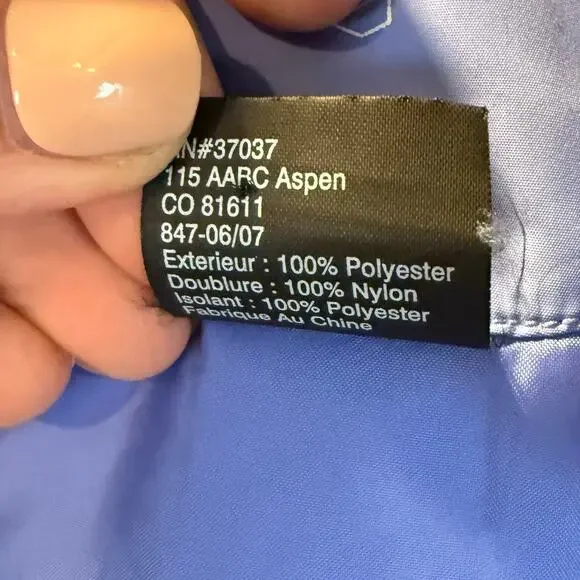 N#37037
115 AABC Aspen
CO 81611
847-06/07
Exterieur : 100% Polyester
Doublure : 100% Nylon
Isolant : 100% Polyester
Fabrique Au Chine